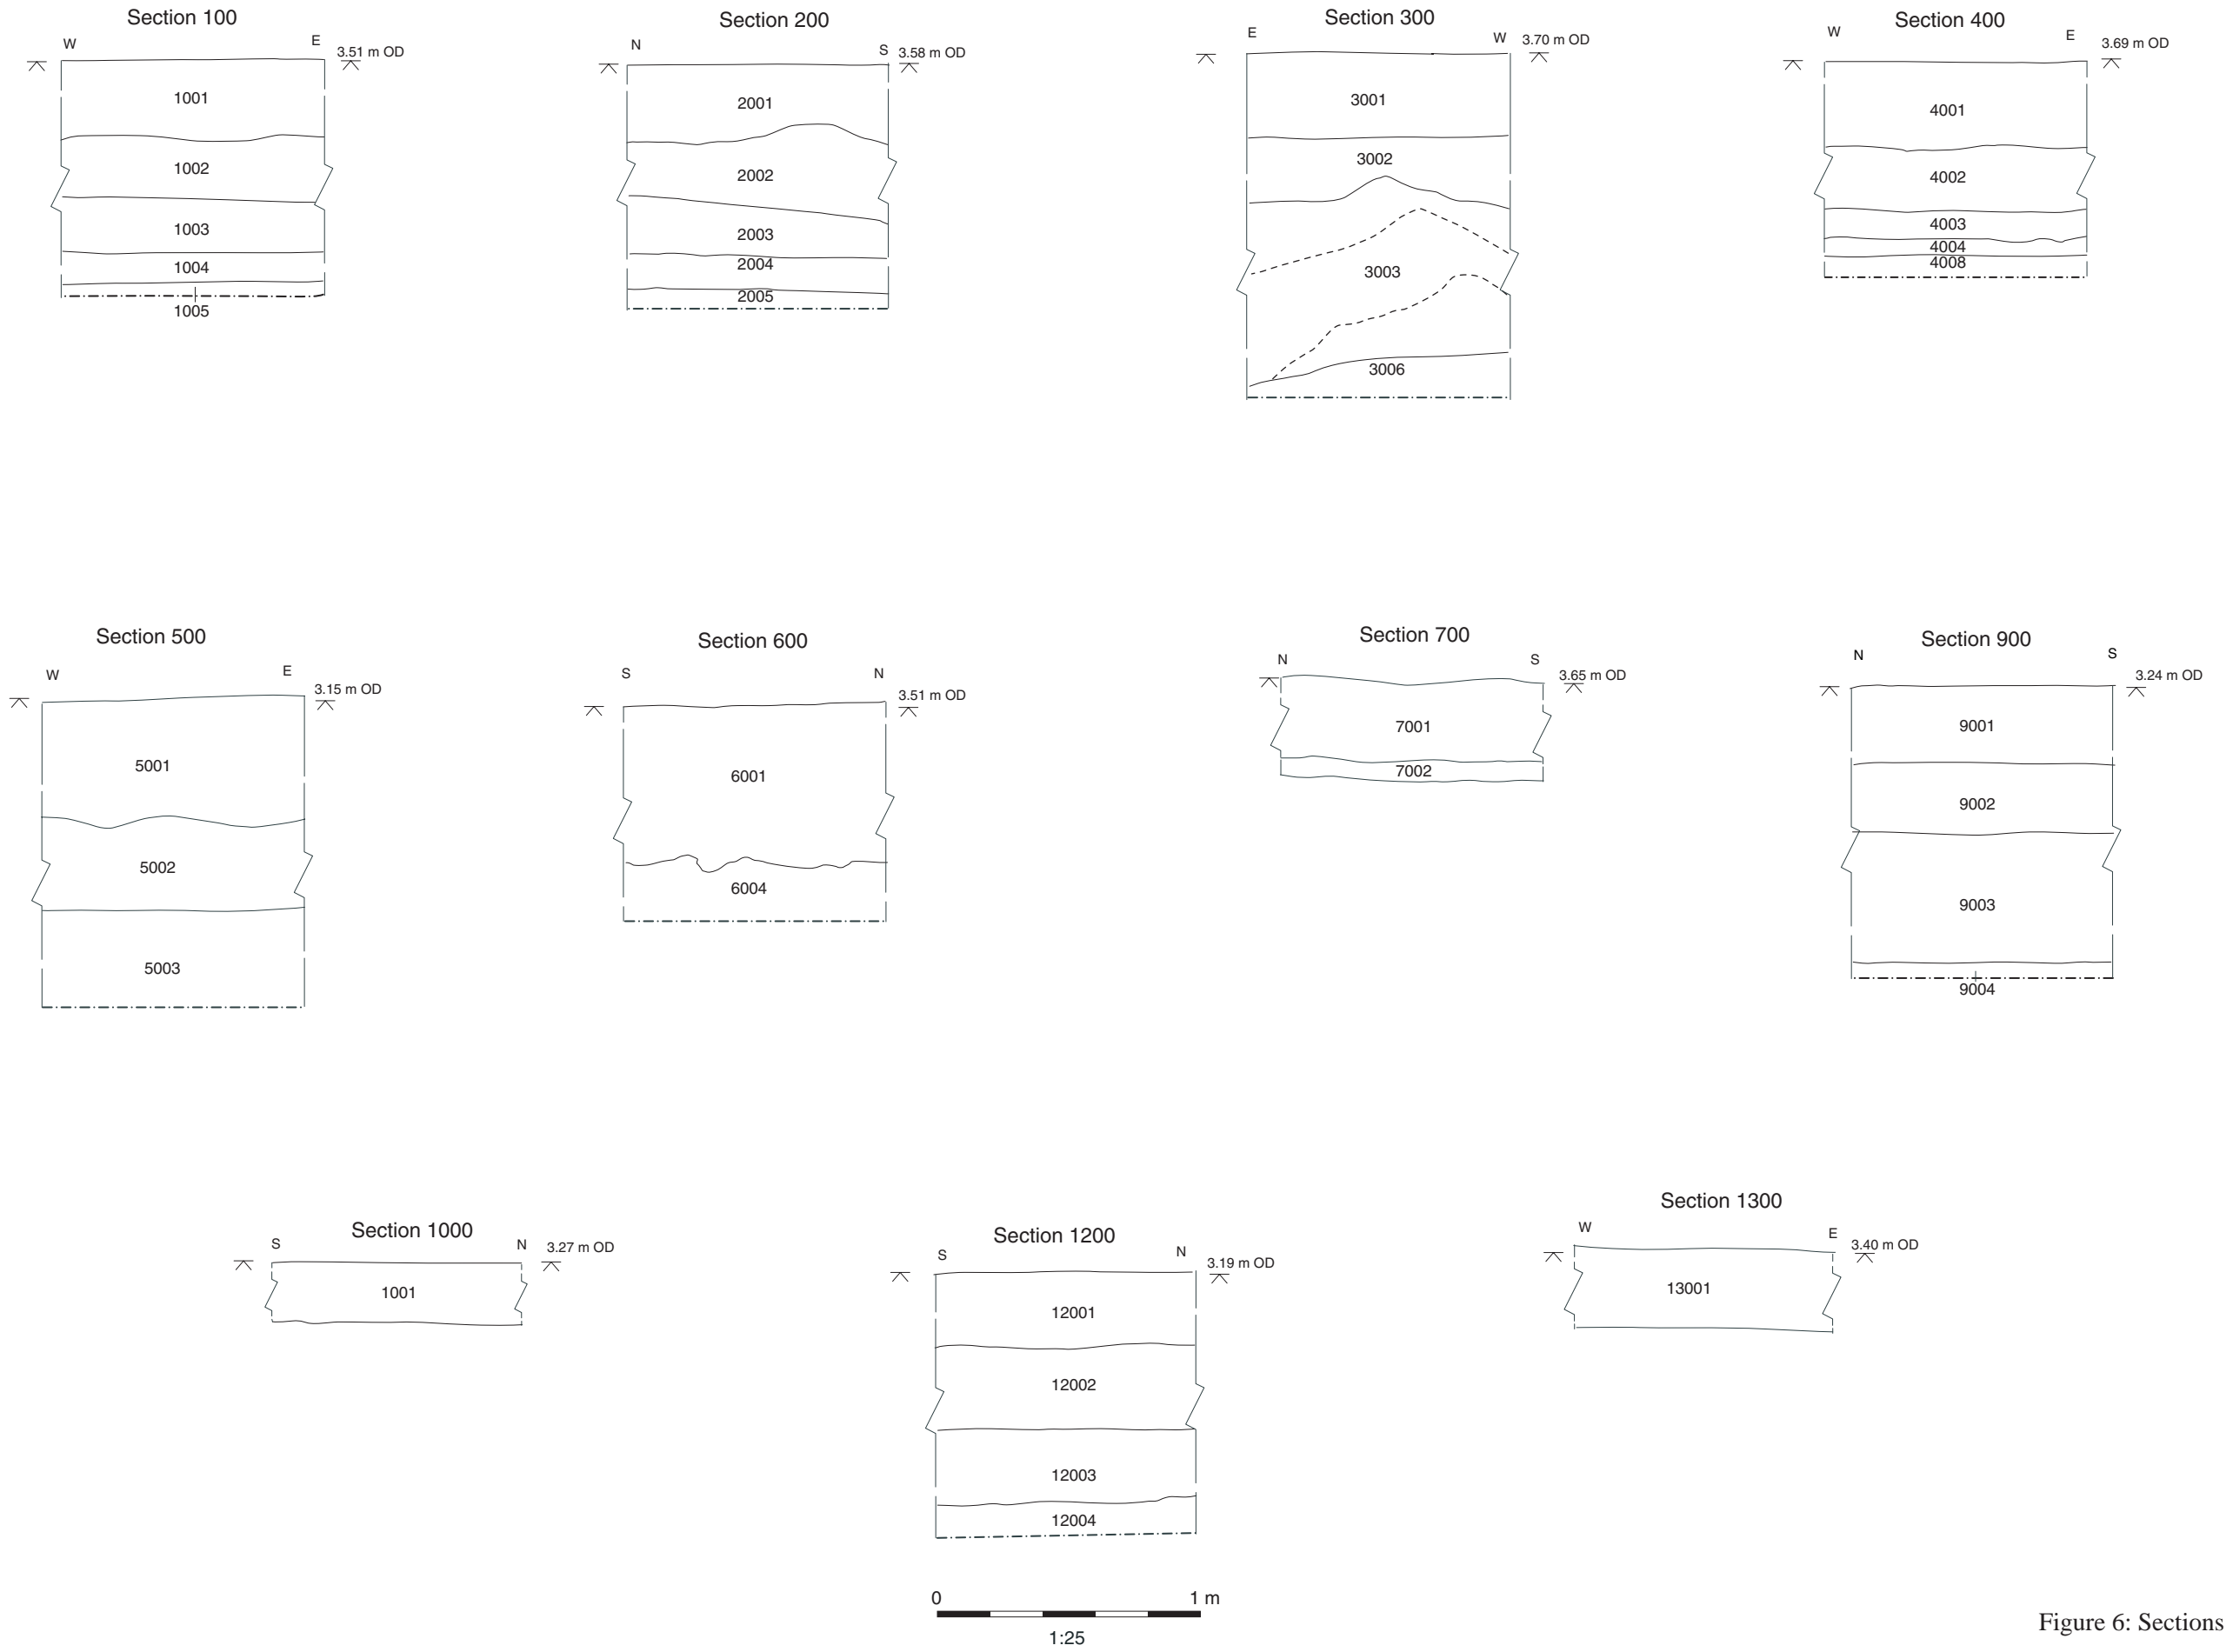 Section 100
W
E
3.51 m OD
1001
1002
1003
1004
1005
Section 200
N
S
3.58 m OD
2001
2002
2003
2004
2005
Section 300
E
W
3.70 m OD
3001
3002
3003
3006
Section 400
W
E
3.69 m OD
4001
4002
4003
4004
4008
Section 500
W
E
3.15 m OD
5001
5002
5003
Section 600
S
N
3.51 m OD
6001
6004
Section 700
N
S
3.65 m OD
7001
7002
Section 900
N
S
3.24 m OD
9001
9002
9003
9004
Section 1000
S
N
3.27 m OD
1001
Section 1200
S
N
3.19 m OD
12001
12002
12003
12004
Section 1300
W
E
3.40 m OD
13001
0
1 m
1:25
Figure 6: Sections